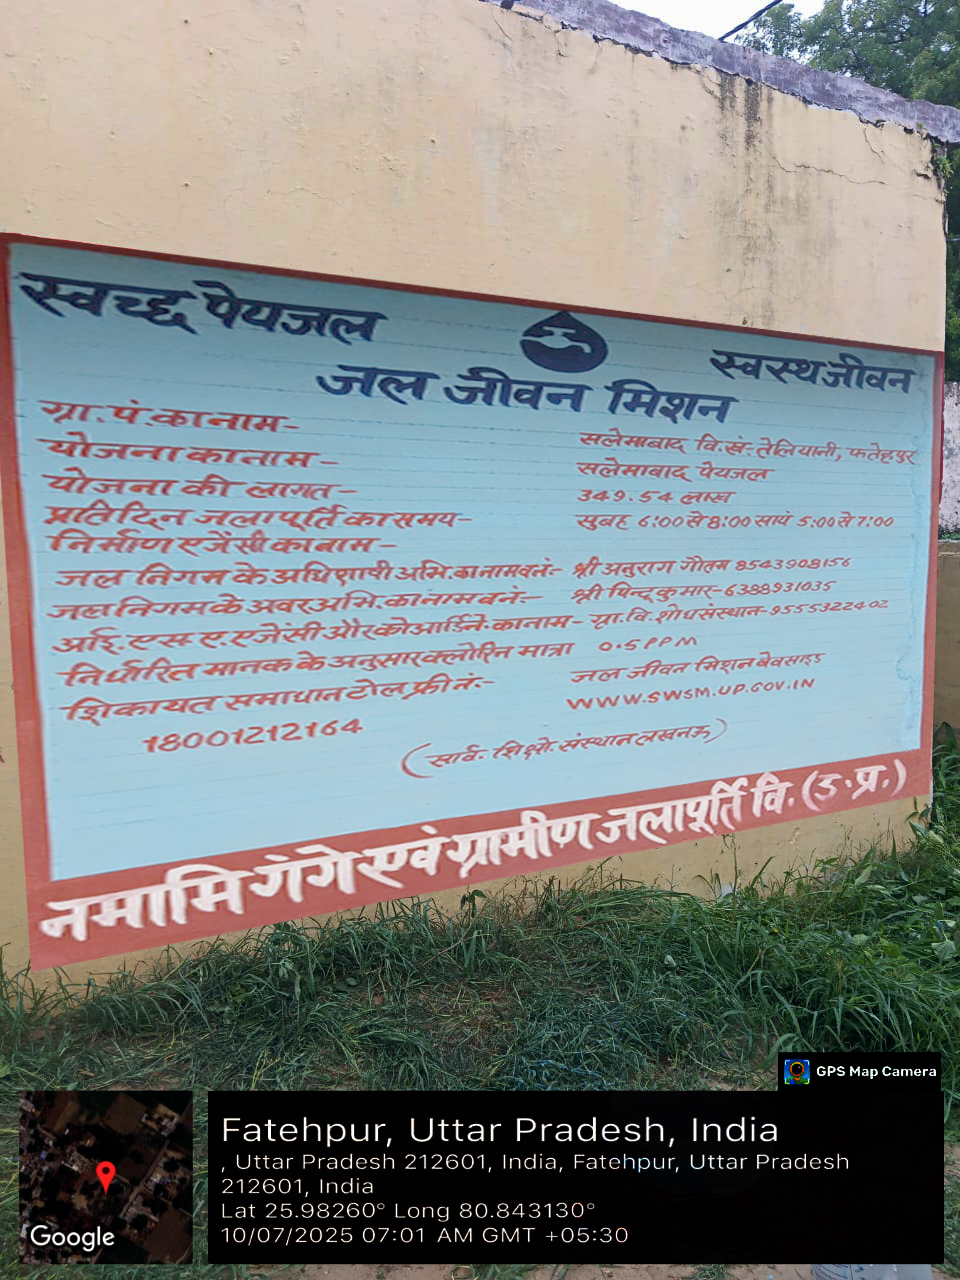 स्वच्छ पेयजल
स्वस्थ जीवन
जल जीवन मिशन
ग्रा.पं.का नाम- सलेमाबाद वि.खं:-तेलियानी, फतेहपुर
योजना का नाम- सलेमाबाद पेयजल
योजना की लागत- 349.54 लाख
प्रतिदिन जलापूर्ति का समय- सुबह 6:00 से 8:00 सायं 5:00 से 7:00
निर्माण एजेंसी का नाम-
जल निगम के अधिशाषी अभि.का नाम व नं:- श्री अनुराग गौतम 8543908156
जल निगम के अवर अभि.का नाम व नं:- श्री पिन्टू कुमार-6388931035
आई.एस.ए.एजेंसी और कोआर्डिने.का नाम- ग्रा.वि.शोध संस्थान-9555322402
निर्धारित मानक के अनुसार क्लोरिन मात्रा 0.5 PPM
शिकायत समाधान टोल फ्री नं:- जल जीवन मिशन बेवसाइड
18001212164 WWW.SWSM.UP.GOV.IN
(सार्व. शिक्षो. संस्थान लखनऊ)
नमामि गंगे एवं ग्रामीण जलापूर्ति वि. (उ.प्र.)
GPS Map Camera
Fatehpur, Uttar Pradesh, India
, Uttar Pradesh 212601, India, Fatehpur, Uttar Pradesh
212601, India
Lat 25.98260° Long 80.843130°
10/07/2025 07:01 AM GMT +05:30
Google